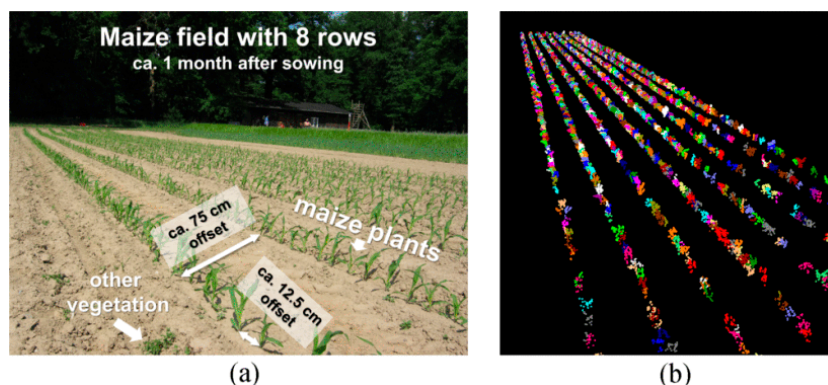 Maize field with 8 rows
ca. 1 month after sowing
ca. 75 cm
offset
maize plants
other
vegetation
ca. 12.5 cm
offset
(a)
(b)